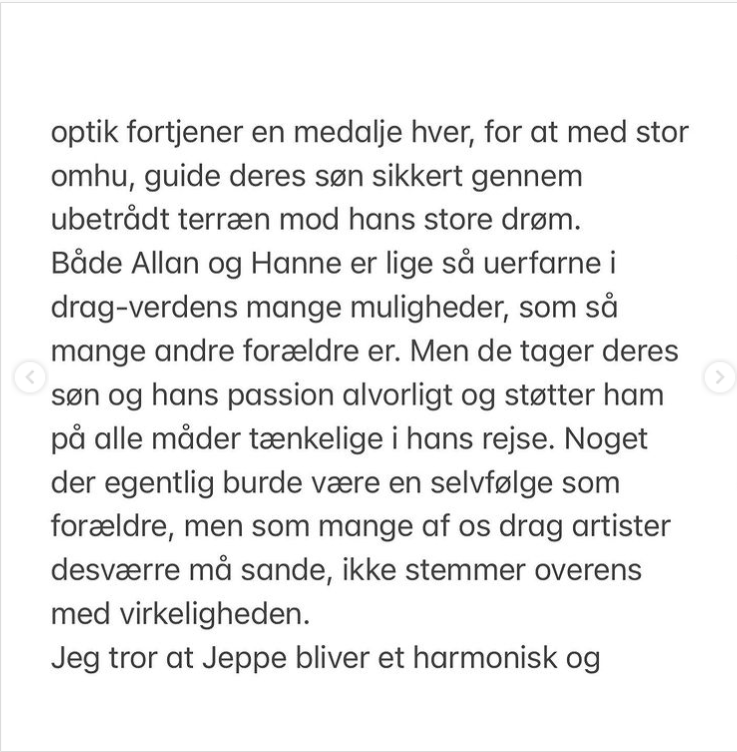 optik fortjener en medalje hver, for at med stor
omhu, guide deres søn sikkert gennem
ubetrådt terræn mod hans store drøm.
Både Allan og Hanne er lige så uerfarne i
drag-verdens mange muligheder, som så
mange andre forældre er. Men de tager deres
søn og hans passion alvorligt og støtter ham
på alle måder tænkelige i hans rejse. Noget
der egentlig burde være en selvfølge som
forældre, men som mange af os drag artister
desværre må sande, ikke stemmer overens
med virkeligheden.
Jeg tror at Jeppe bliver et harmonisk og